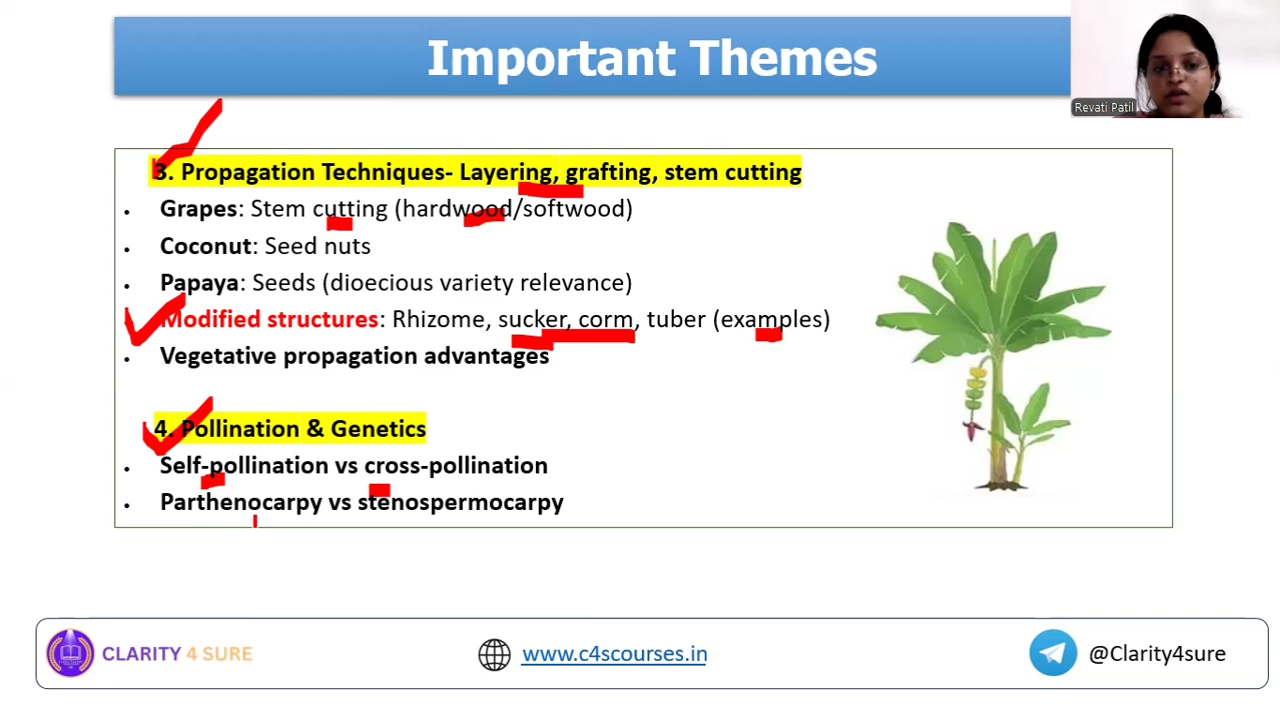 Important Themes
Revati Patil
3. Propagation Techniques- Layering, grafting, stem cutting
• Grapes: Stem cutting (hardwood/softwood)
• Coconut: Seed nuts
• Papaya: Seeds (dioecious variety relevance)
• Modified structures: Rhizome, sucker, corm, tuber (examples)
• Vegetative propagation advantages
4. Pollination & Genetics
• Self-pollination vs cross-pollination
• Parthenocarpy vs stenospermocarpy
CLARITY 4 SURE
www.c4scourses.in
@Clarity4sure